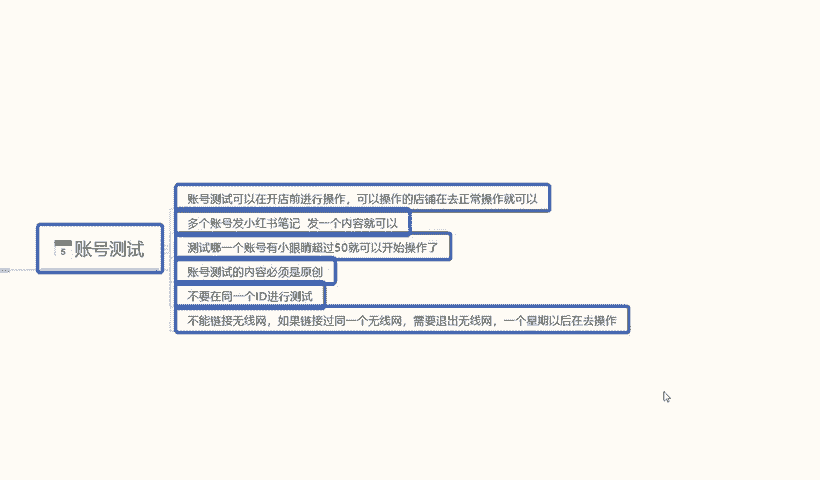 5 账号测试
账号测试可以在开店前进行操作，可以操作的店铺在去正常操作就可以
多个账号发小红书笔记 发一个内容就可以
测试哪一个账号有小眼睛超过50就可以开始操作了
账号测试的内容必须是原创
不要在同一个ID进行测试
不能链接无线网，如果链接过同一个无线网，需要退出无线网，一个星期以后在去操作